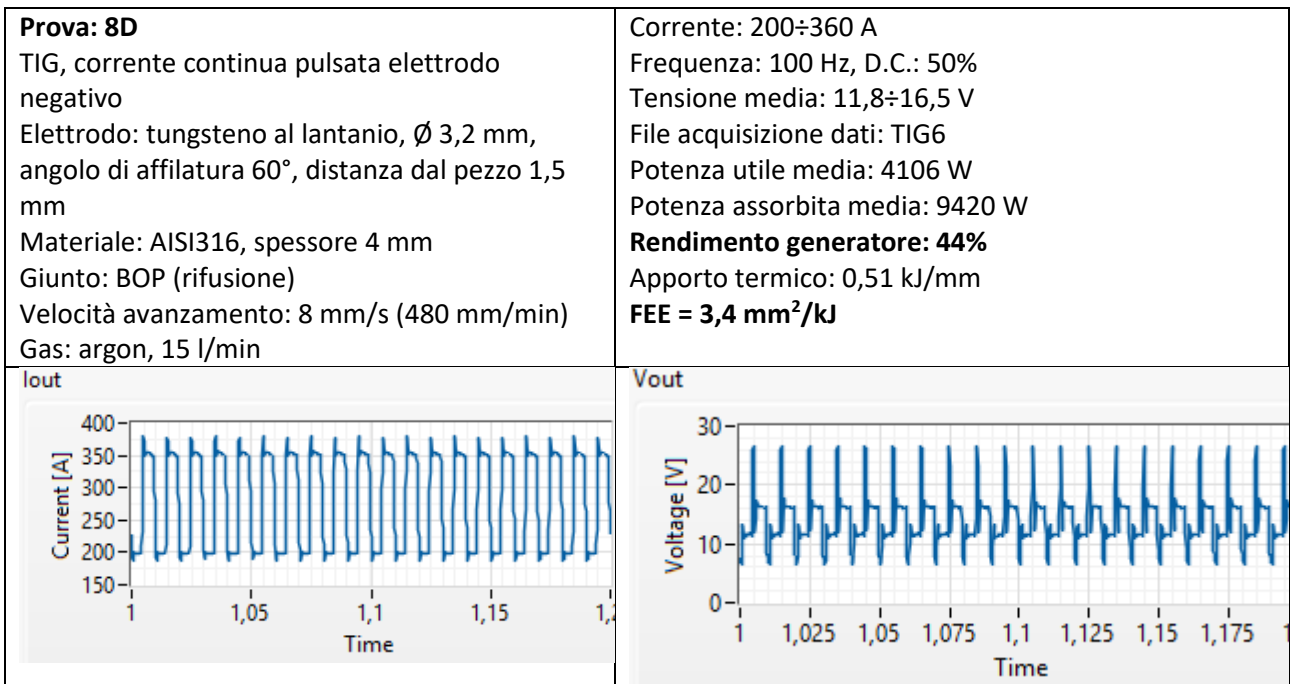 Prova: 8D
TIG, corrente continua pulsata elettrodo
negativo
Elettrodo: tungsteno al lantanio, Ø 3,2 mm,
angolo di affilatura 60°, distanza dal pezzo 1,5
mm
Materiale: AISI316, spessore 4 mm
Giunto: BOP (rifusione)
Velocità avanzamento: 8 mm/s (480 mm/min)
Gas: argon, 15 l/min
Corrente: 200÷360 A
Frequenza: 100 Hz, D.C.: 50%
Tensione media: 11,8÷16,5 V
File acquisizione dati: TIG6
Potenza utile media: 4106 W
Potenza assorbita media: 9420 W
Rendimento generatore: 44%
Apporto termico: 0,51 kJ/mm
FEE = 3,4 mm²/kJ
Iout
Current [A]
400
350
300
250
200
150
1 1,05 1,1 1,15
Time
Vout
Voltage [V]
30
20
10
0
1 1,025 1,05 1,075 1,1 1,125 1,15 1,175
Time